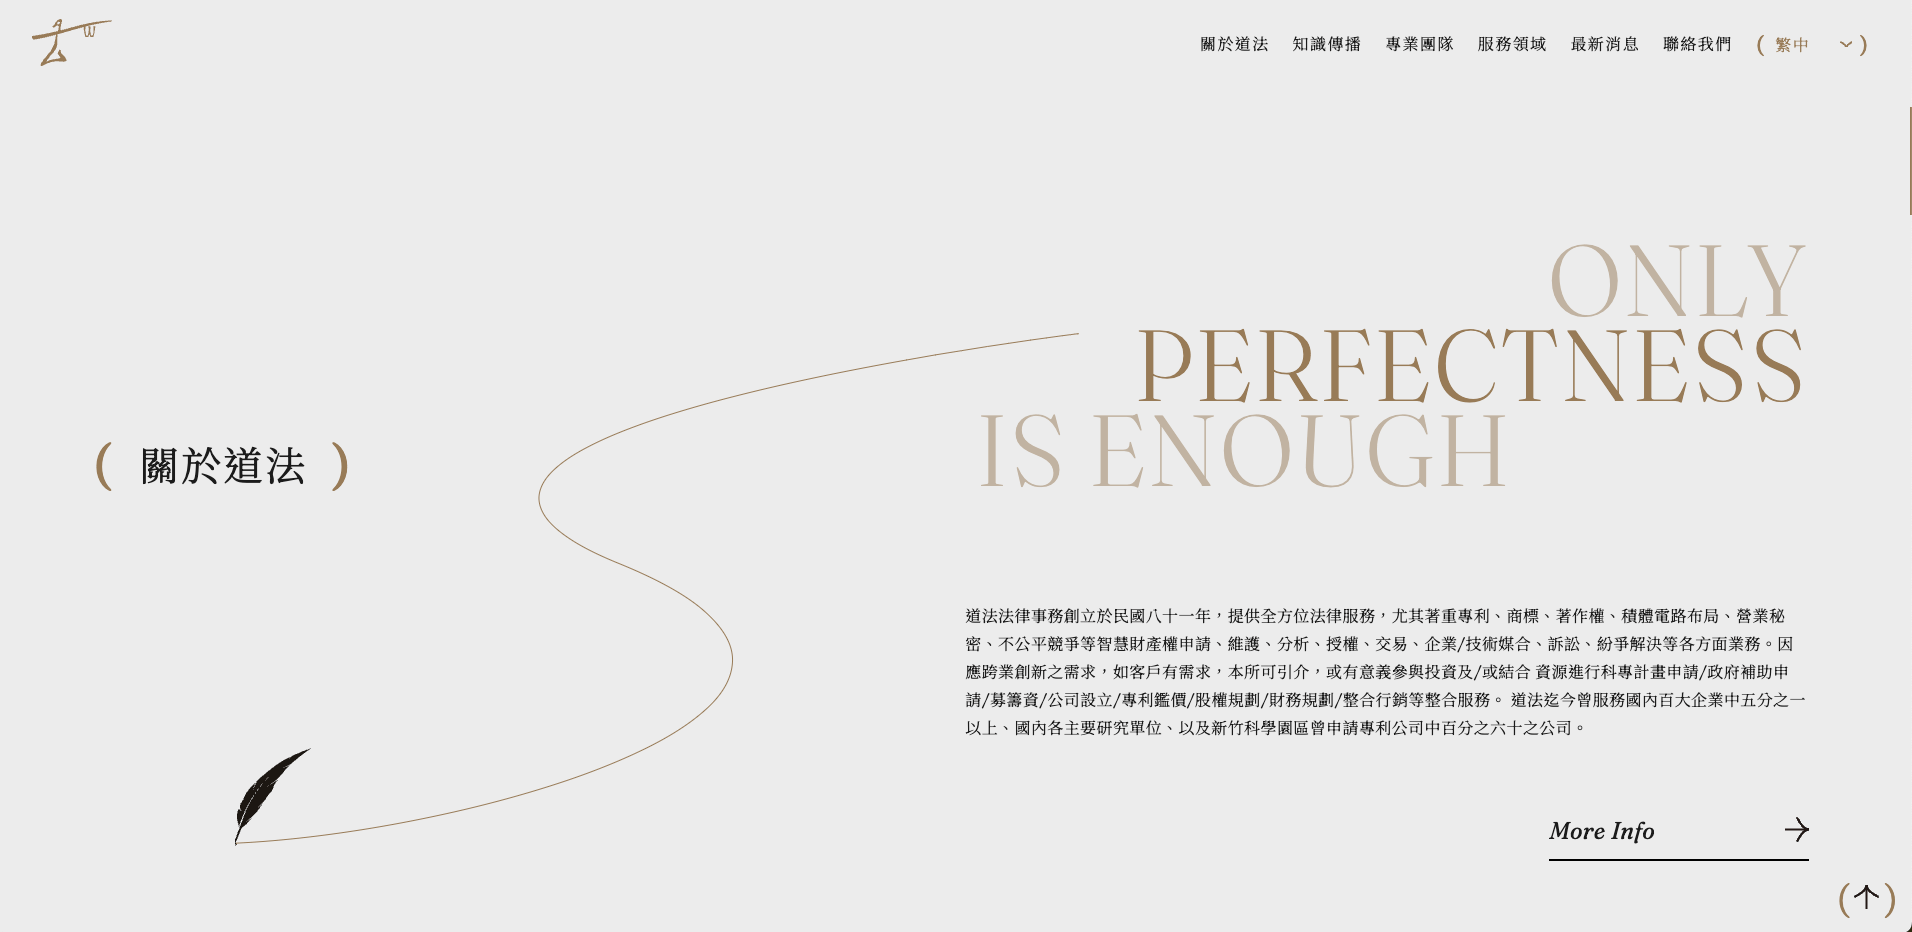 法 W
關於道法 知識傳播 專業團隊 服務領域 最新消息 聯絡我們 ( 繁中 )
ONLY
PERFECTNESS
IS ENOUGH
( 關於道法 )
道法法律事務創立於民國八十一年，提供全方位法律服務，尤其著重專利、商標、著作權、積體電路布局、營業秘
密、不公平競爭等智慧財產權申請、維護、分析、授權、交易、企業/技術媒合、訴訟、紛爭解決等各方面業務。因
應跨業創新之需求，如客戶有需求，本所可引介，或有意義參與投資及/或結合 資源進行科專計畫申請/政府補助申
請/募籌資/公司設立/專利鑑價/股權規劃/財務規劃/整合行銷等整合服務。 道法迄今曾服務國內百大企業中五分之一
以上、國內各主要研究單位、以及新竹科學園區曾申請專利公司中百分之六十之公司。
More Info